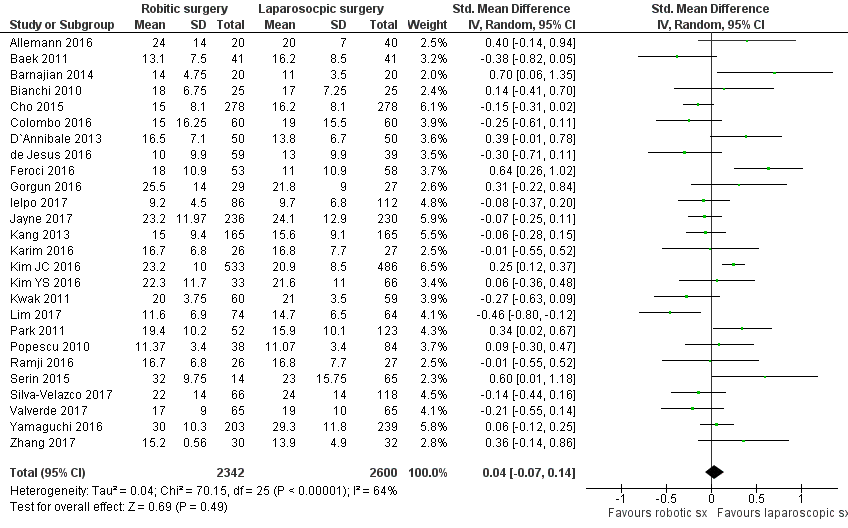 Robitic surgery Laparosocpic surgery Std. Mean Difference Std. Mean Difference
Study or Subgroup Mean SD Total Mean SD Total Weight IV, Random, 95% CI IV, Random, 95% CI
Allemann 2016 24 14 20 20 7 40 2.5% 0.40 [-0.14, 0.94]
Baek 2011 13.1 7.5 41 16.2 8.5 41 3.1% -0.38 [-0.82, 0.05]
Barnajian 2014 14 4.75 20 11 3.5 20 2.0% 0.70 [0.06, 1.35]
Bianchi 2010 18 6.75 25 17 7.25 25 2.4% 0.14 [-0.41, 0.70]
Cho 2015 15 8.1 278 16.2 8.1 278 6.1% -0.15 [-0.31, 0.02]
Colombo 2016 15 16.25 60 19 15.5 60 3.8% -0.25 [-0.61, 0.11]
D`Annibale 2013 16.5 7.1 50 13.8 6.7 50 3.4% 0.39 [-0.01, 0.78]
de Jesus 2016 10 9.9 59 13 9.9 39 3.3% -0.30 [-0.71, 0.11]
Feroci 2016 18 10.9 53 11 10.9 58 3.5% 0.64 [0.26, 1.02]
Gorgun 2016 25.5 14 29 21.8 9 27 2.5% 0.31 [-0.22, 0.84]
Ielpo 2017 9.2 4.5 86 9.7 6.8 112 4.7% -0.08 [-0.37, 0.20]
Jayne 2017 23.2 11.97 236 24.1 12.9 230 5.9% -0.07 [-0.25, 0.11]
Kang 2013 15 9.4 165 15.6 9.1 165 5.5% -0.06 [-0.28, 0.15]
Karim 2016 16.7 6.8 26 16.8 7.7 27 2.5% -0.01 [-0.55, 0.52]
Kim JC 2016 23.2 10 533 20.9 8.5 486 6.4% 0.25 [0.12, 0.37]
Kim YS 2016 22.3 11.7 33 21.6 11 66 3.3% 0.06 [-0.36, 0.48]
Kwak 2011 20 3.75 60 21 3.5 59 3.8% -0.27 [-0.63, 0.09]
Lim 2017 11.6 6.9 74 14.7 6.5 64 4.0% -0.46 [-0.80, -0.12]
Park 2011 19.4 10.2 52 15.9 10.1 123 4.1% 0.34 [0.02, 0.67]
Popescu 2010 11.37 3.4 38 11.07 3.4 84 3.5% 0.09 [-0.30, 0.47]
Ramji 2016 16.7 6.8 26 16.8 7.7 27 2.5% -0.01 [-0.55, 0.52]
Serin 2015 32 9.75 14 23 15.75 65 2.3% 0.60 [0.01, 1.18]
Silva-Velazco 2017 22 14 66 24 14 118 4.4% -0.14 [-0.44, 0.16]
Valverde 2017 17 9 65 19 10 65 4.0% -0.21 [-0.55, 0.14]
Yamaguchi 2016 30 10.3 203 29.3 11.8 239 5.8% 0.06 [-0.12, 0.25]
Zhang 2017 15.2 0.56 30 13.9 4.9 32 2.7% 0.36 [-0.14, 0.86]
Total (95% CI) 2342 2600 100.0% 0.04 [-0.07, 0.14]
Heterogeneity: Tau² = 0.04; Chi² = 70.15, df = 25 (P < 0.00001); I² = 64%
Test for overall effect: Z = 0.69 (P = 0.49)
-1 -0.5 0 0.5 1
Favours robotic sx Favours laparoscopic sx